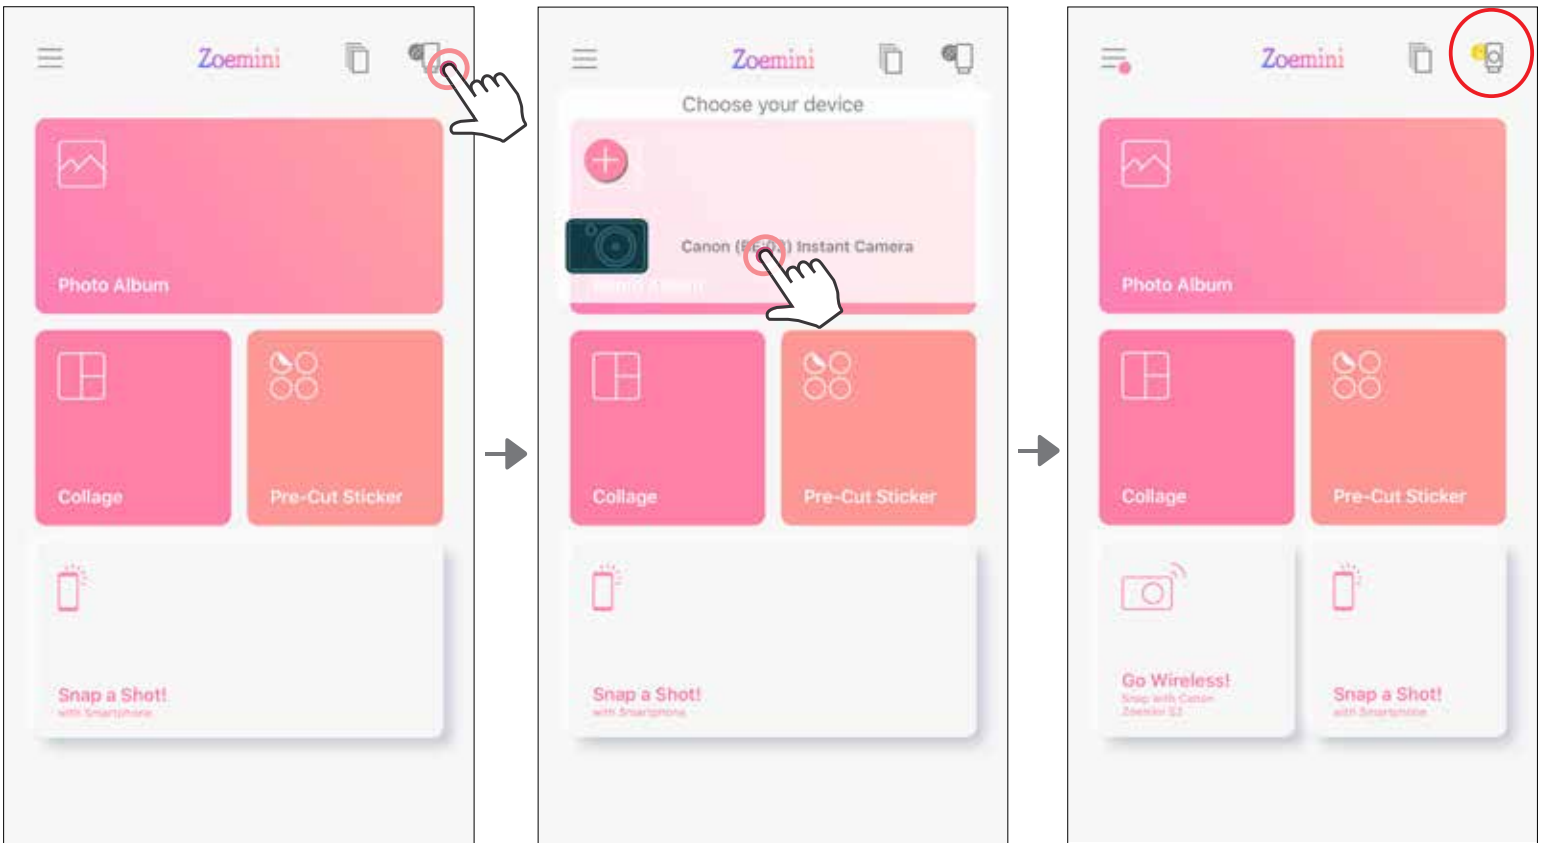 Zoemini
Photo Album
Collage
Pre-Cut Sticker
Snap a Shot!
with Smartphone
Zoemini
Choose your device
Canon ( ) Instant Camera
Collage
Pre-Cut Sticker
Snap a Shot!
with Smartphone
Zoemini
Photo Album
Collage
Pre-Cut Sticker
Go Wireless!
Snap with Canon
Zoemini S2
Snap a Shot!
with Smartphone